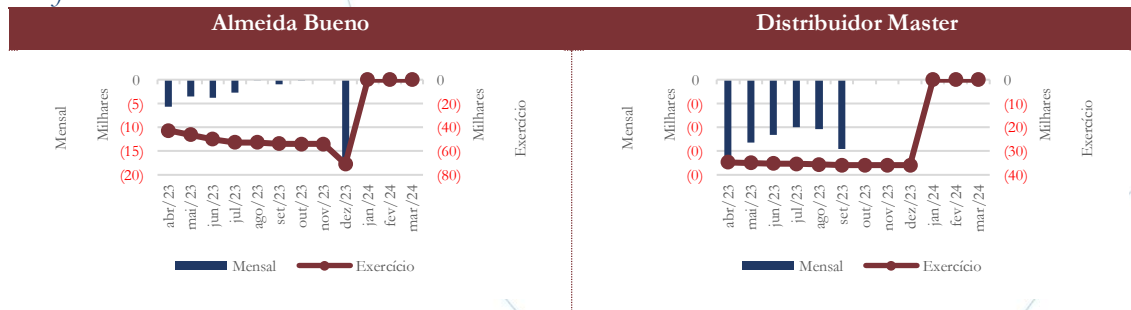 Almeida Bueno
Mensal
Milhares
0
(5)
(10)
(15)
(20)
0
(20)
(40)
(60)
(80)
Milhares
Exercício
abr/23
mai/23
jun/23
jul/23
ago/23
set/23
out/23
nov/23
dez/23
jan/24
fev/24
mar/24
Mensal
Exercício
Distribuidor Master
Mensal
Milhares
0
(0)
(0)
(0)
(0)
0
(10)
(20)
(30)
(40)
Milhares
Exercício
abr/23
mai/23
jun/23
jul/23
ago/23
set/23
out/23
nov/23
dez/23
jan/24
fev/24
mar/24
Mensal
Exercício